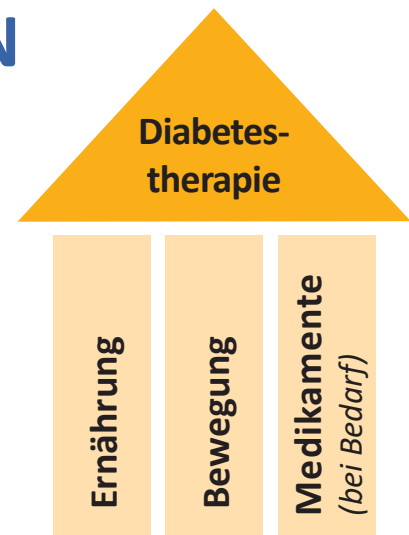 N
Diabetes-
therapie
Ernährung
Bewegung
Medikamente
(bei Bedarf)